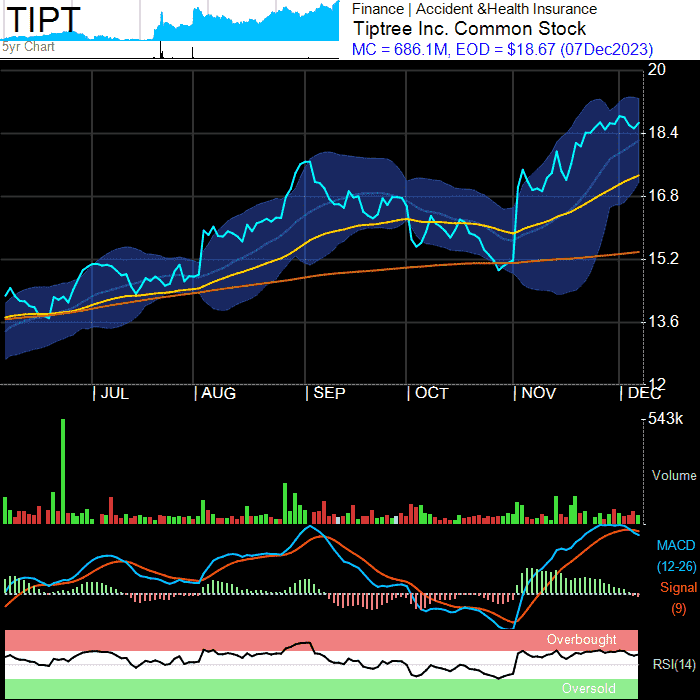 TIPT
5yr Chart
Finance | Accident &Health Insurance
Tiptree Inc. Common Stock
MC = 686.1M, EOD = $18.67 (07Dec2023)
20
18.4
16.8
15.2
13.6
12
| JUL | AUG | SEP | OCT | NOV | DEC
543k
Volume
MACD
(12-26)
Signal
(9)
Overbought
RSI(14)
Oversold